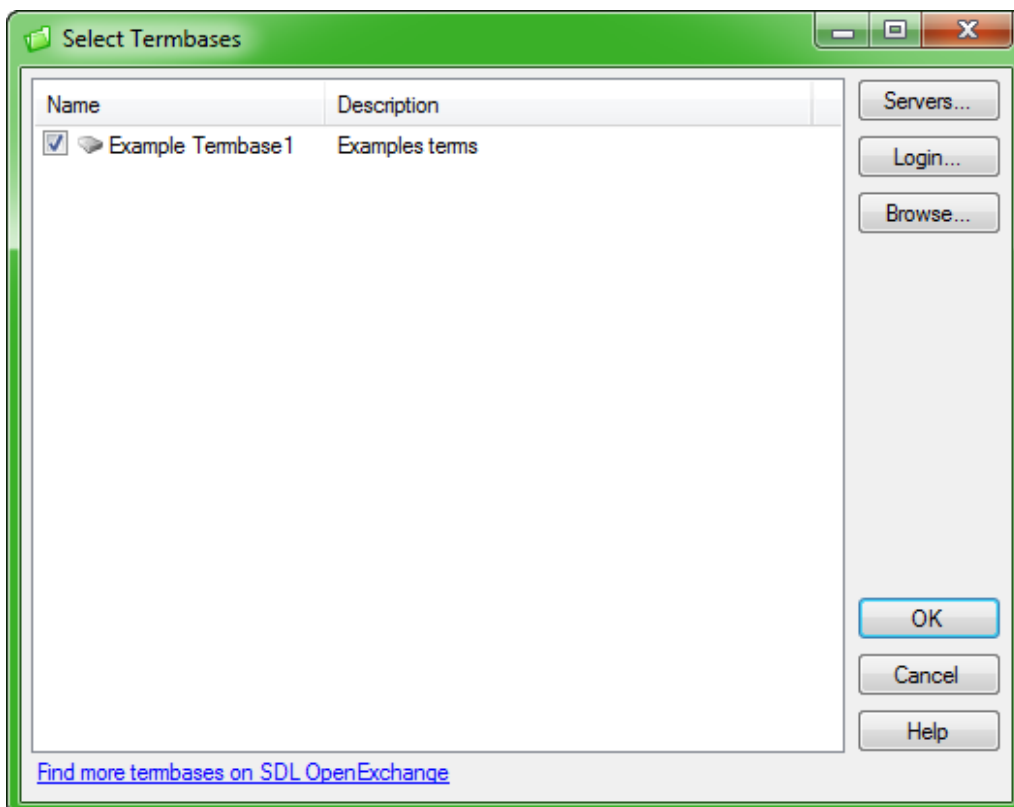 Select Termbases
Name Description Servers...
Example Termbase1 Examples terms
Login...
Browse...
OK
Cancel
Help
Find more termbases on SDL OpenExchange